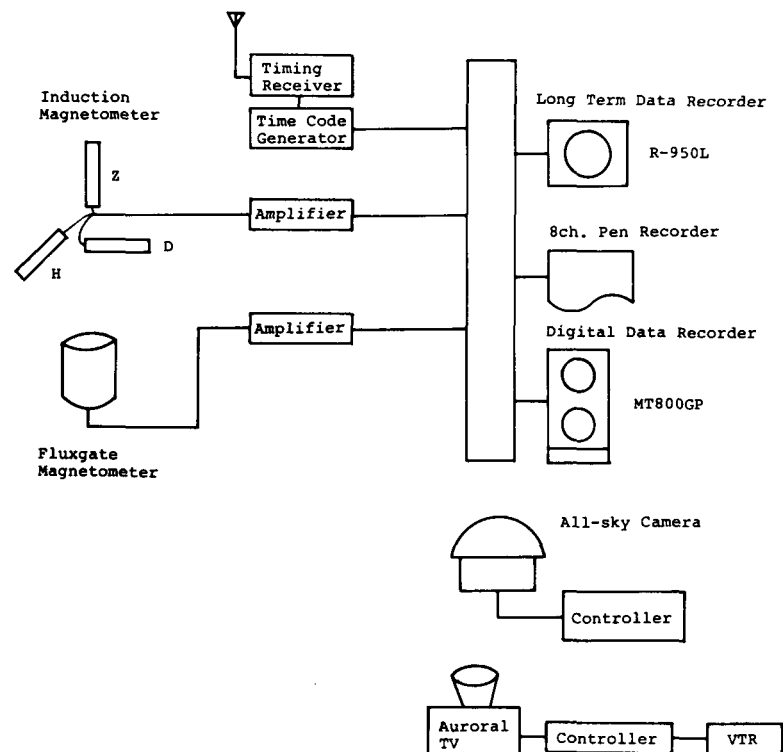 Timing
Receiver
Time Code
Generator
Induction
Magnetometer
Z
H
D
Amplifier
Amplifier
Fluxgate
Magnetometer
Long Term Data Recorder
R-950L
8ch. Pen Recorder
Digital Data Recorder
MT800GP
All-sky Camera
Controller
Auroral
TV
Controller
VTR